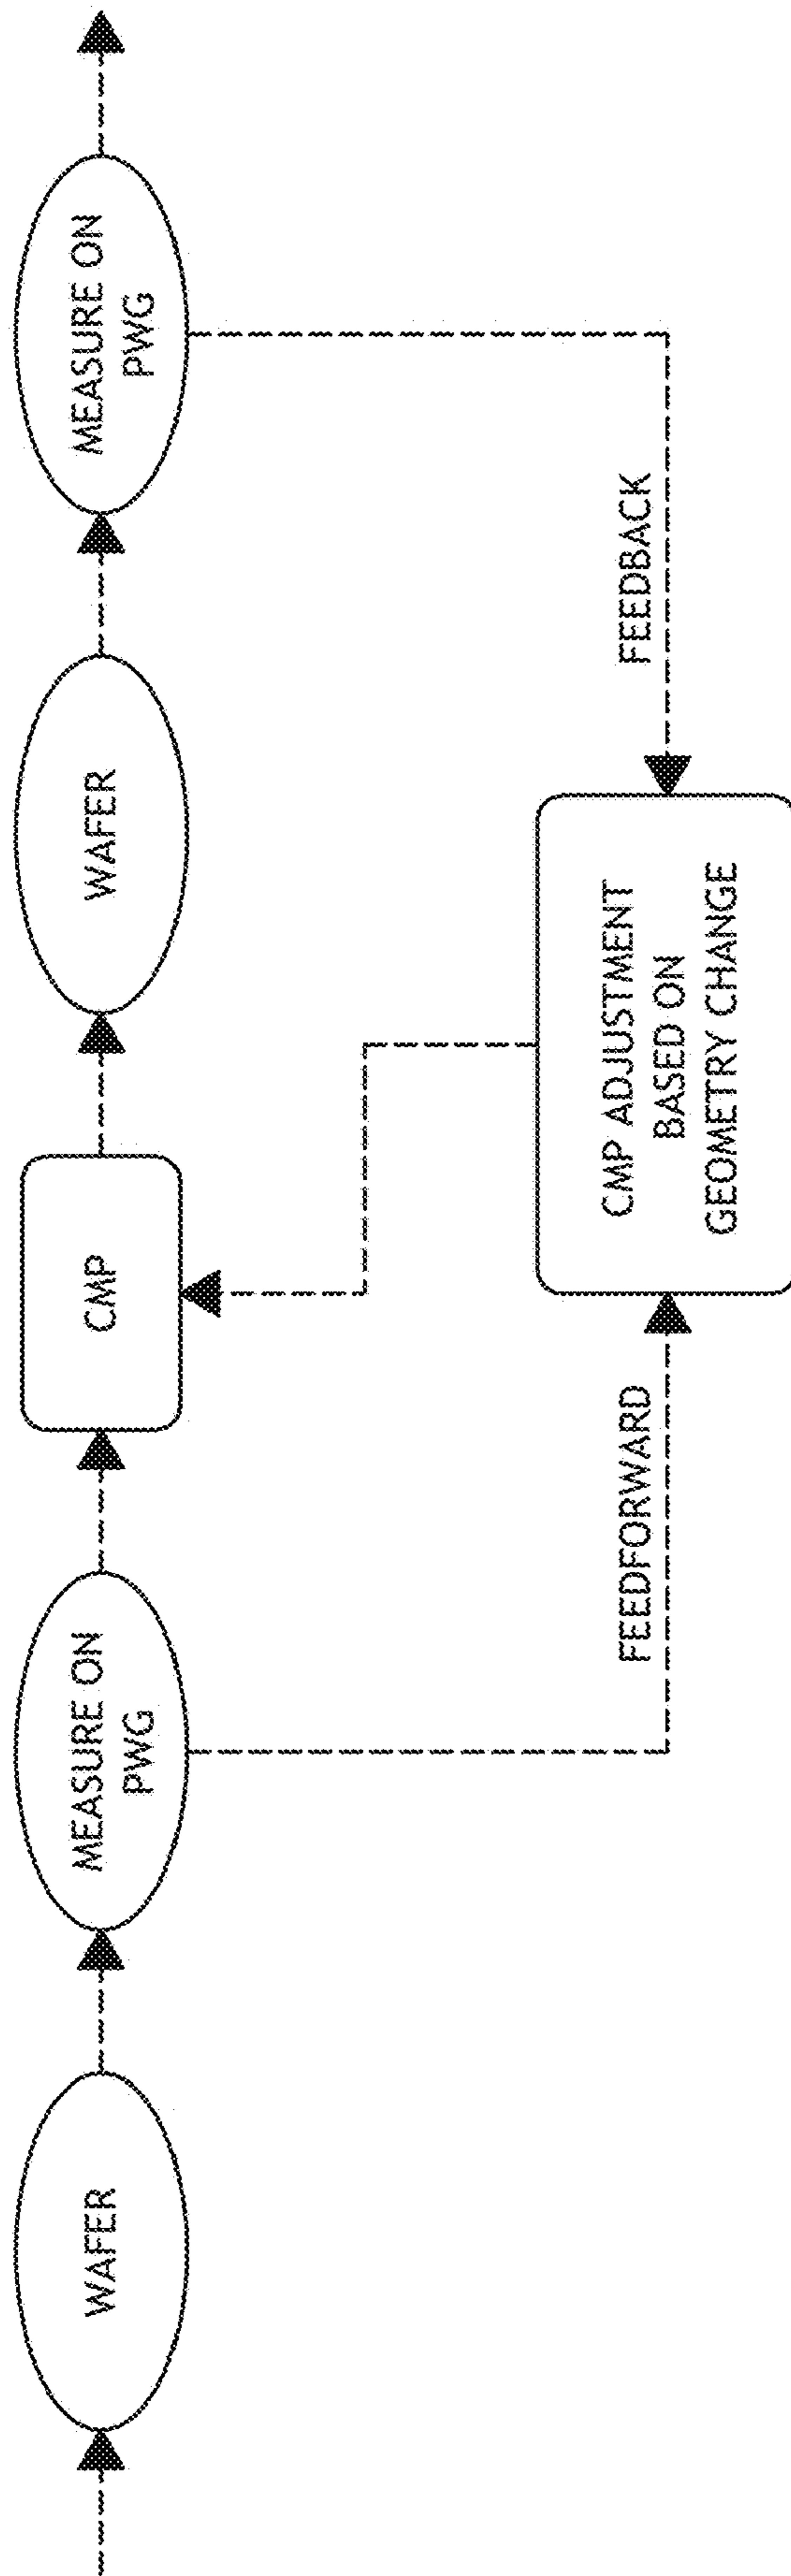 WAFER
MEASURE ON
PWG
CMP
WAFER
MEASURE ON
PWG
FEEDFORWARD
CMP ADJUSTMENT
BASED ON
GEOMETRY CHANGE
FEEDBACK